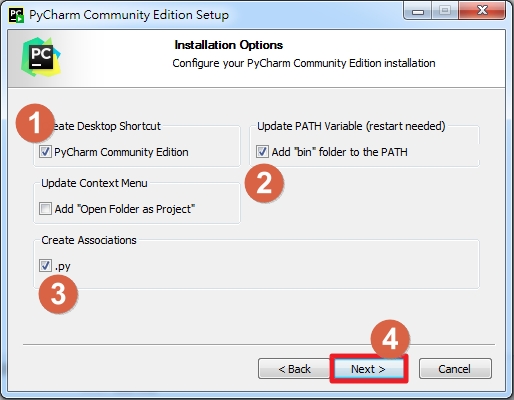 PyCharm Community Edition Setup
PC
Installation Options
Configure your PyCharm Community Edition installation
1
eate Desktop Shortcut
Update PATH Variable (restart needed)
PyCharm Community Edition
Add "bin" folder to the PATH
2
Update Context Menu
Add "Open Folder as Project"
Create Associations
.py
3
4
< Back
Next >
Cancel